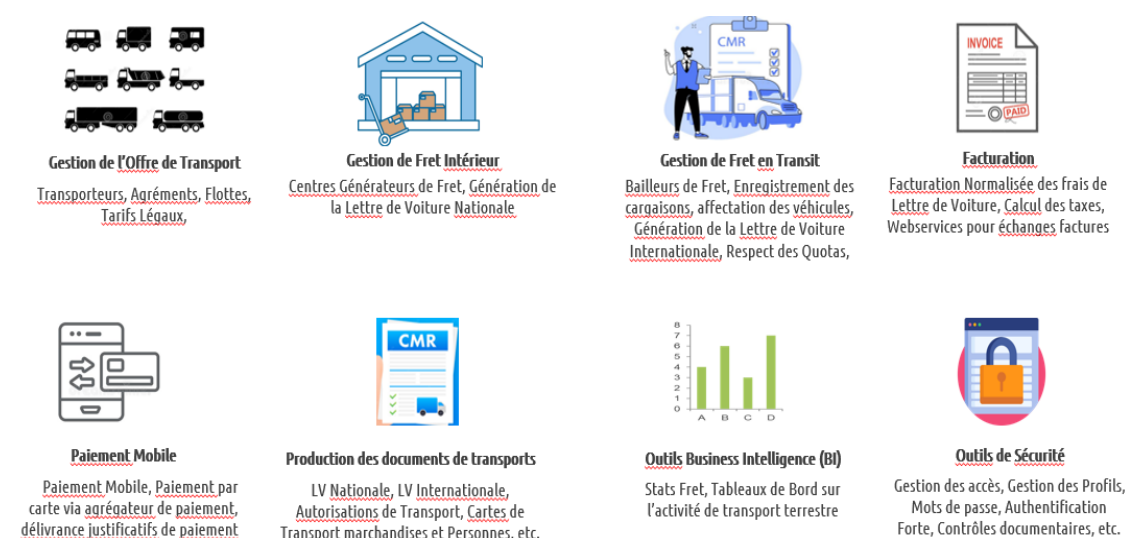 CMR
INVOICE
PAID
Gestion de l'Offre de Transport
Transporteurs, Agréments, Flottes,
Tarifs Légaux,
Gestion de Fret Intérieur
Centres Générateurs de Fret, Génération de
la Lettre de Voiture Nationale
Gestion de Fret en Transit
Bailleurs de Fret, Enregistrement des
cargaisons, affectation des véhicules,
Génération de la Lettre de Voiture
Internationale, Respect des Quotas,
Facturation
Facturation Normalisée des frais de
Lettre de Voiture, Calcul des taxes,
Webservices pour échanges factures
CMR
8
7
6
5
4
3
2
1
0
A B C D
Paiement Mobile
Paiement Mobile, Paiement par
carte via agrégateur de paiement,
délivrance justificatifs de paiement
Production des documents de transports
LV Nationale, LV Internationale,
Autorisations de Transport, Cartes de
Transport marchandises et Personnes, etc.
Outils Business Intelligence (BI)
Stats Fret, Tableaux de Bord sur
l'activité de transport terrestre
Outils de Sécurité
Gestion des accès, Gestion des Profils,
Mots de passe, Authentification
Forte, Contrôles documentaires, etc.